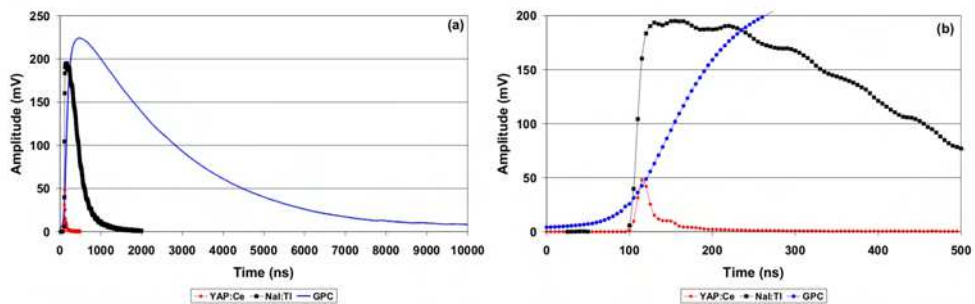 (a)
Amplitude (mV)
250
200
150
100
50
0
0 1000 2000 3000 4000 5000 6000 7000 8000 9000 10000
Time (ns)
YAP:Ce NaI:Tl GPC
(b)
Amplitude (mV)
200
150
100
50
0
0 100 200 300 400 500
Time (ns)
YAP:Ce NaI:Tl GPC